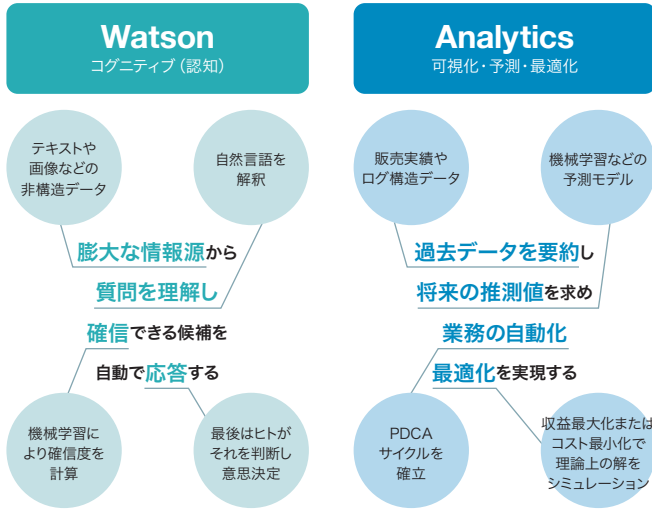 Watson
コグニティブ（認知）
テキストや
画像などの
非構造データ
自然言語を
解釈
膨大な情報源から
質問を理解し
確信できる候補を
自動で応答する
機械学習に
より確信度を
計算
最後はヒトが
それを判断し
意思決定
Analytics
可視化・予測・最適化
販売実績や
ログ構造データ
機械学習などの
予測モデル
過去データを要約し
将来の推測値を求め
業務の自動化
最適化を実現する
PDCA
サイクルを
確立
収益最大化または
コスト最小化で
理論上の解を
シミュレーション